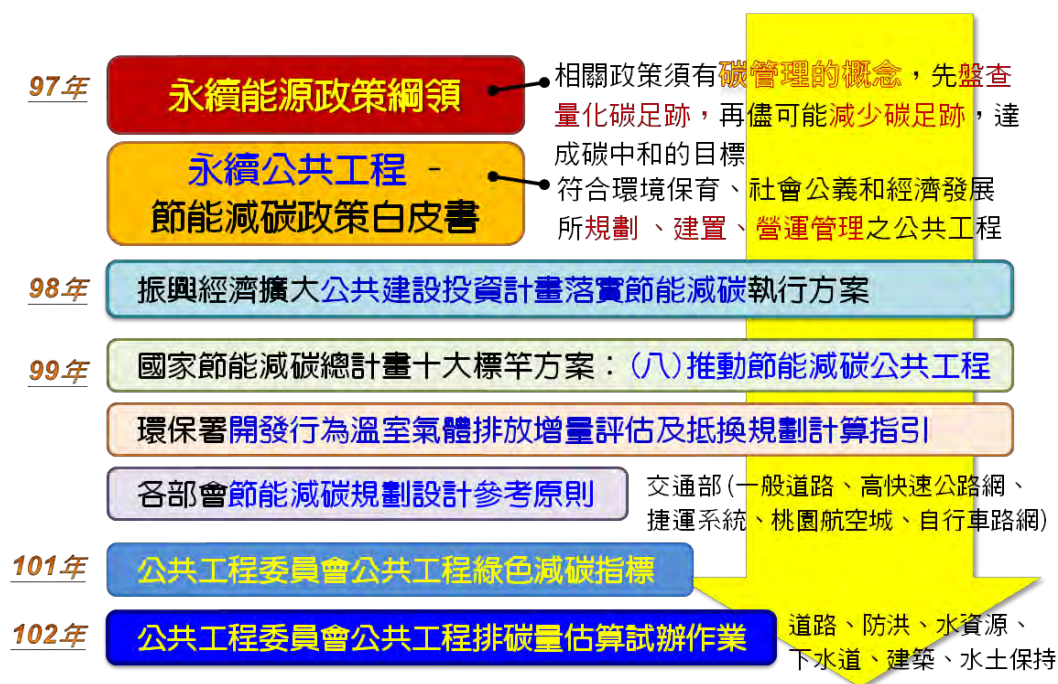 97年
永續能源政策綱領
相關政策須有碳管理的概念，先盤查
量化碳足跡，再儘可能減少碳足跡，達
成碳中和的目標
永續公共工程 -
節能減碳政策白皮書
符合環境保育、社會公義和經濟發展
所規劃、建置、營運管理之公共工程
98年
振興經濟擴大公共建設投資計畫落實節能減碳執行方案
99年
國家節能減碳總計畫十大標竿方案：(八)推動節能減碳公共工程
環保署開發行為溫室氣體排放增量評估及抵換規劃計算指引
各部會節能減碳規劃設計參考原則
交通部(一般道路、高快速公路網、
捷運系統、桃園航空城、自行車路網)
101年
公共工程委員會公共工程綠色減碳指標
102年
公共工程委員會公共工程排碳量估算試辦作業
道路、防洪、水資源、
下水道、建築、水土保持